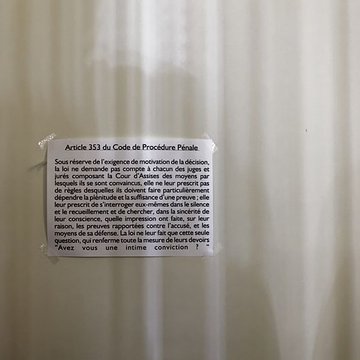 Article 353 du Code de Procédure Pénale
Sous réserve de l'exigence de motivation de la décision,
la loi ne demande pas compte à chacun des juges et
jurés composant la Cour d'Assises des moyens par
lesquels ils se sont convaincus, elle ne leur prescrit pas
de règles desquelles ils doivent faire particulièrement
dépendre la plénitude et la suffisance d'une preuve ; elle
leur prescrit de s'interroger eux-mêmes dans le silence
et le recueillement et de chercher, dans la sincérité de
leur conscience, quelle impression ont faite, sur leur
raison, les preuves rapportées contre l'accusé, et les
moyens de sa défense. La loi ne leur fait que cette seule
question, qui renferme toute la mesure de leurs devoirs
"Avez vous une intime conviction ? "